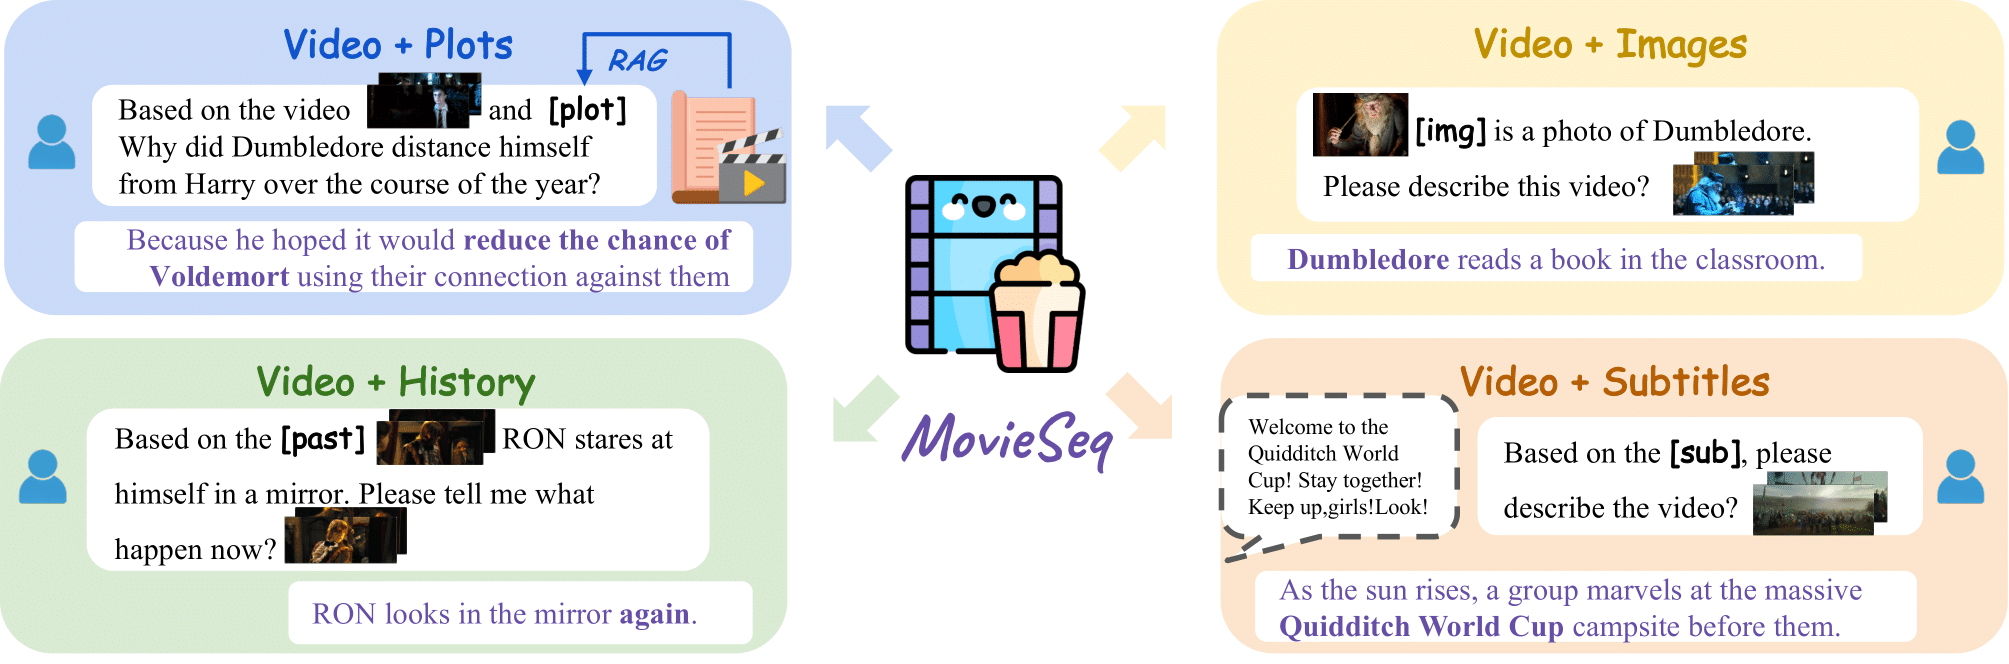 Video + Plots
RAG
Based on the video and [plot]
Why did Dumbledore distance himself
from Harry over the course of the year?
Because he hoped it would reduce the chance of
Voldemort using their connection against them
Video + Images
[img] is a photo of Dumbledore.
Please describe this video?
Dumbledore reads a book in the classroom.
Video + History
Based on the [past] RON stares at
himself in a mirror. Please tell me what
happen now?
RON looks in the mirror again.
MovieSeq
Video + Subtitles
Welcome to the
Quidditch World
Cup! Stay together!
Keep up,girls!Look!
Based on the [sub], please
describe the video?
As the sun rises, a group marvels at the massive
Quidditch World Cup campsite before them.